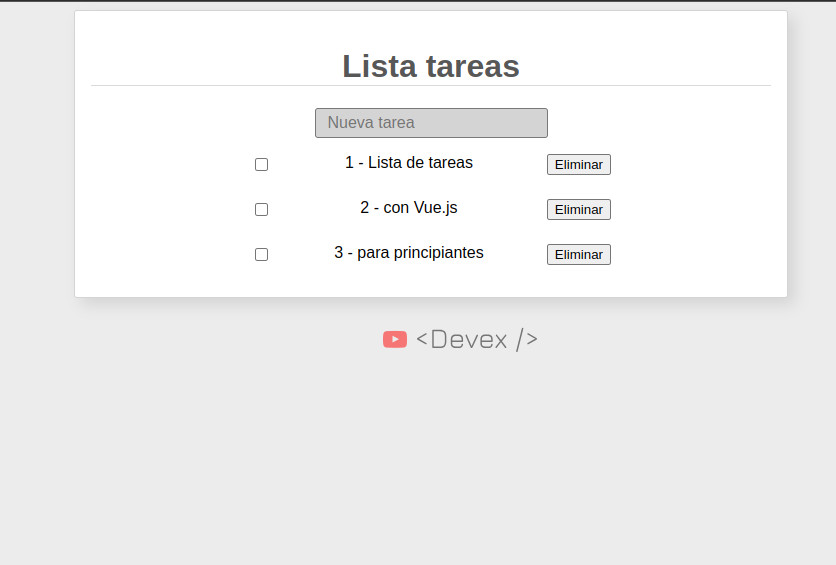 Lista tareas
Nueva tarea
1 - Lista de tareas Eliminar
2 - con Vue.js Eliminar
3 - para principiantes Eliminar
<Devex />